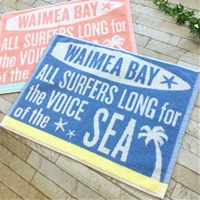 WAIMEA BAY
ALL SURFERS LONG for
the VOICE
of the SEA
WAIMEA BAY
ALL SURFERS LONG for
the VOICE
of the SEA